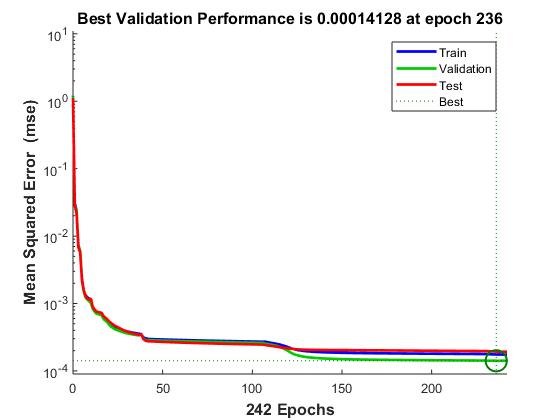 Best Validation Performance is 0.00014128 at epoch 236
10^1
10^0
10^-1
10^-2
10^-3
10^-4
Mean Squared Error (mse)
Train
Validation
Test
Best
0 50 100 150 200
242 Epochs